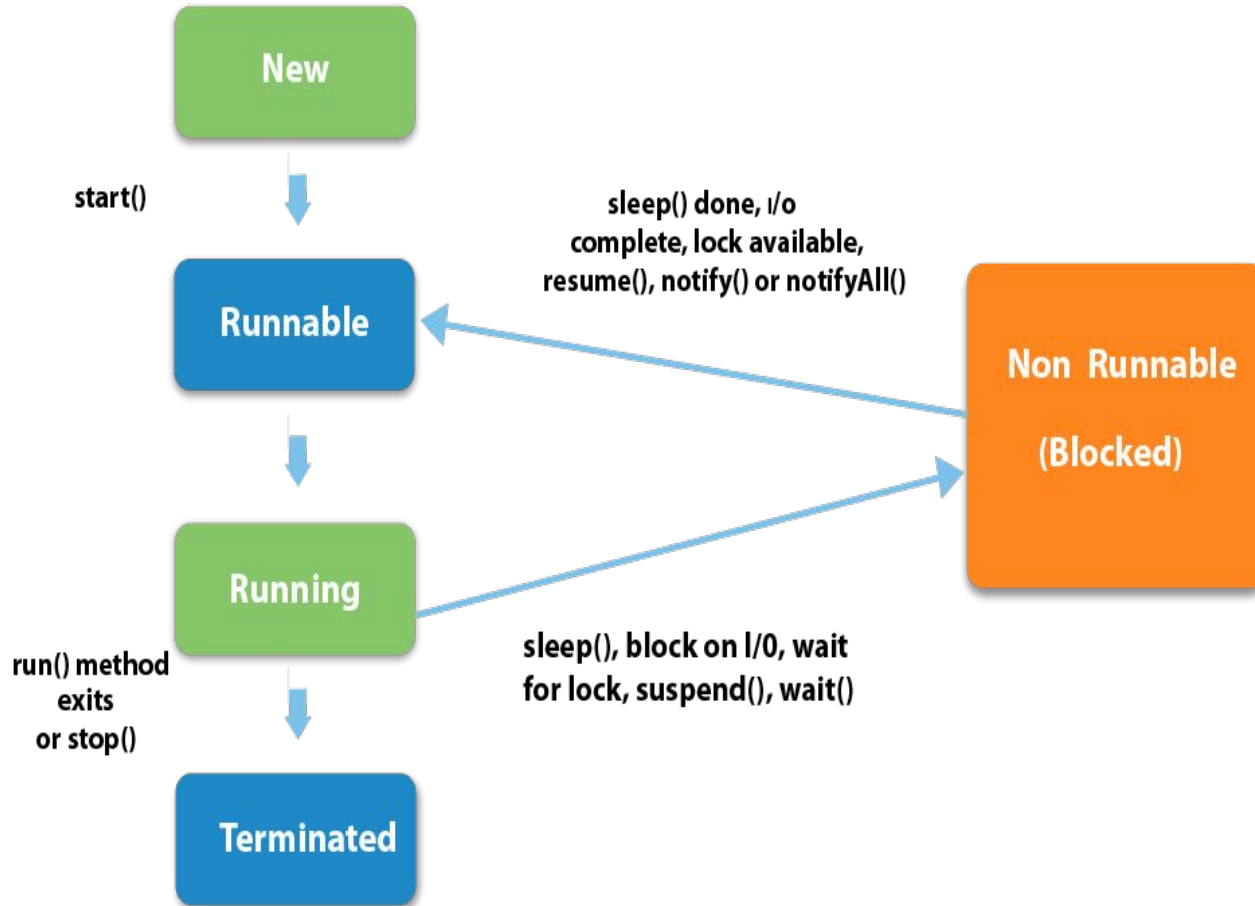 New
start()
sleep() done, i/o
complete, lock available,
resume(), notify() or notifyAll()
Runnable
Non Runnable
(Blocked)
Running
sleep(), block on I/0, wait
for lock, suspend(), wait()
run() method
exits
or stop()
Terminated